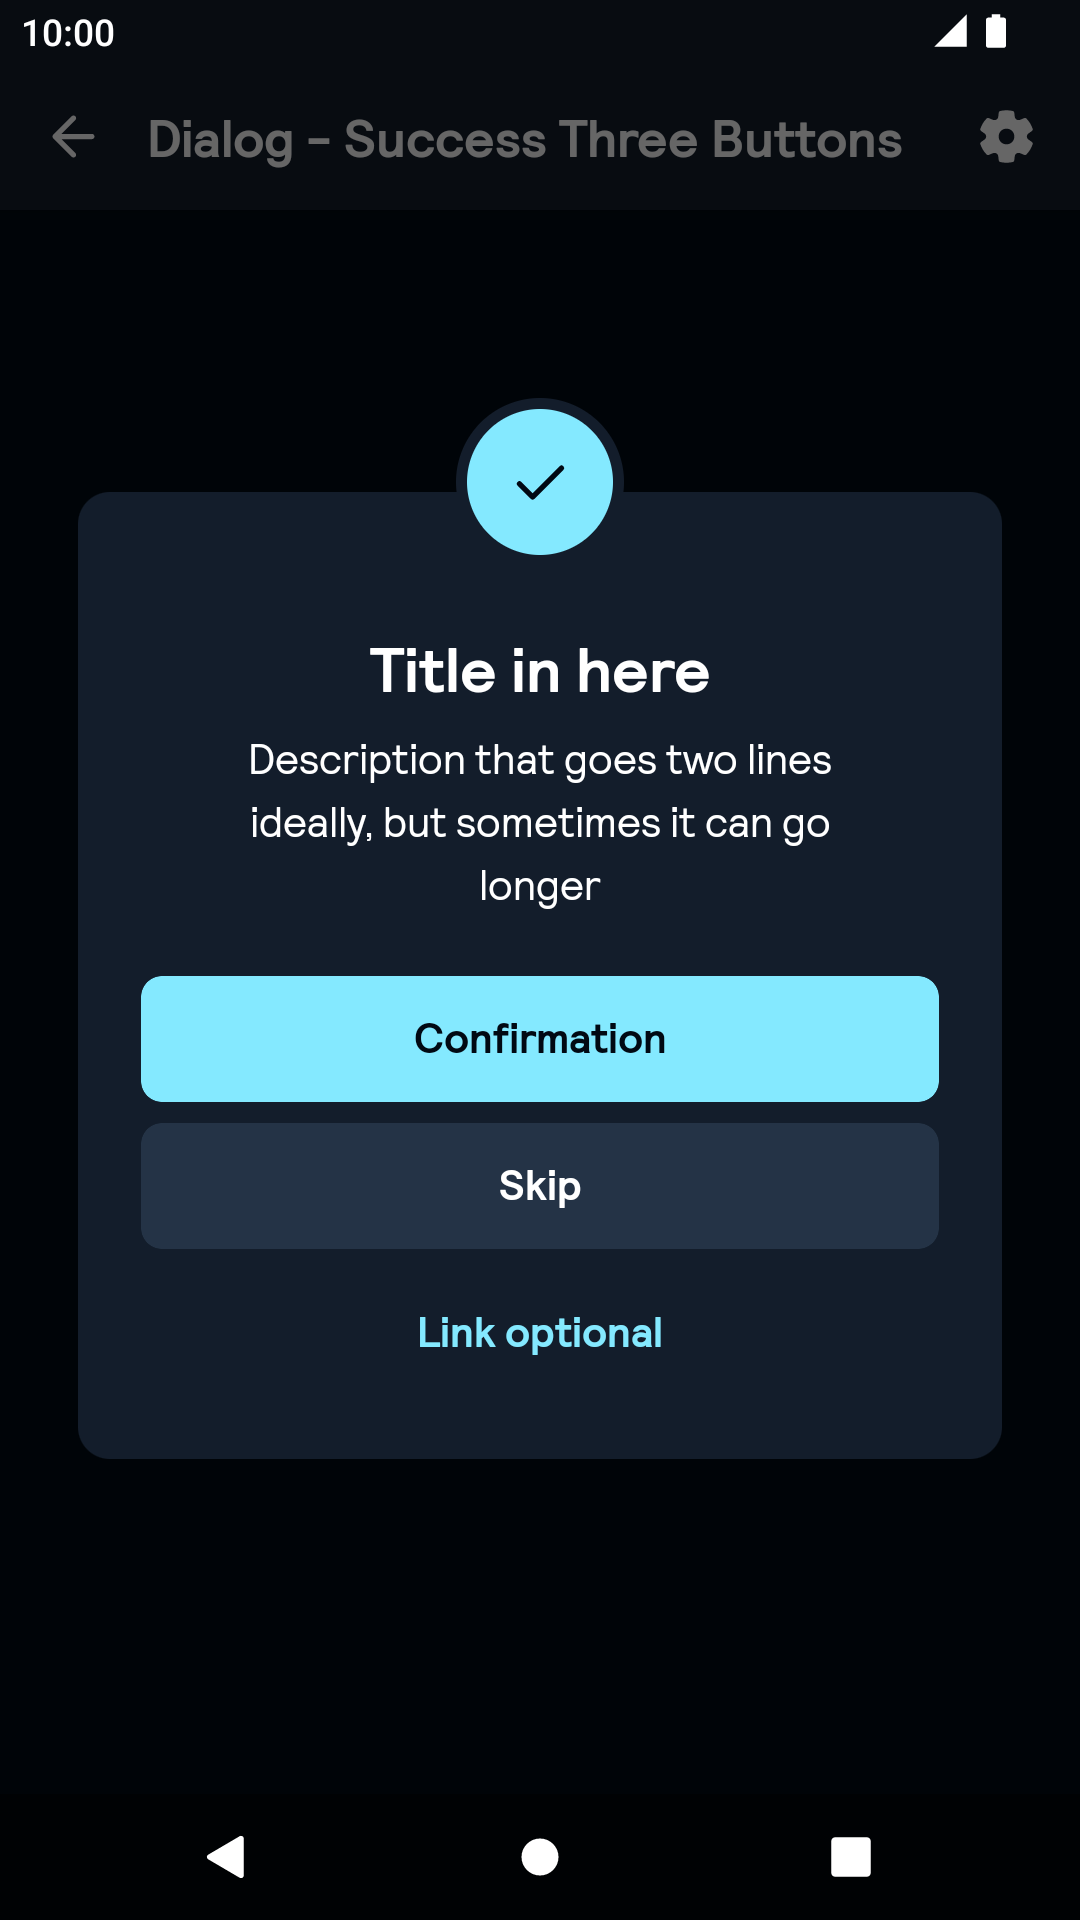 10:00
Dialog - Success Three Buttons
Title in here
Description that goes two lines
ideally, but sometimes it can go
longer
Confirmation
Skip
Link optional